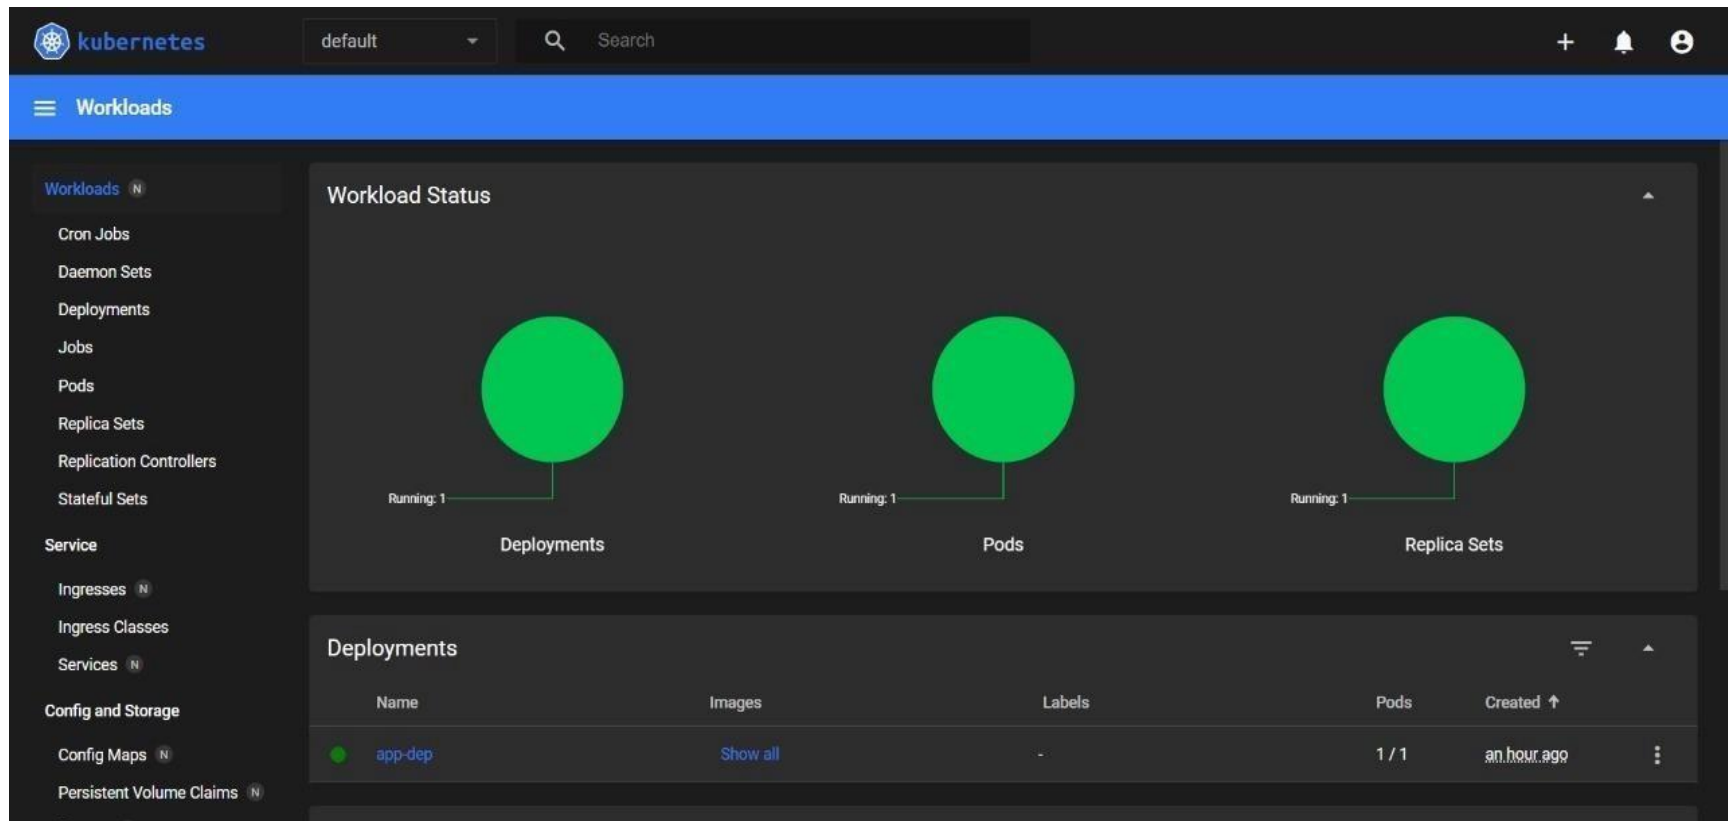 kubernetes
default
Search
Workloads
Workloads N
Cron Jobs
Daemon Sets
Deployments
Jobs
Pods
Replica Sets
Replication Controllers
Stateful Sets
Service
Ingresses N
Ingress Classes
Services N
Config and Storage
Config Maps N
Persistent Volume Claims N
Workload Status
Running: 1 Running: 1 Running: 1
Deployments Pods Replica Sets
Deployments
Name Images Labels Pods Created ↑
app-dep Show all - 1 / 1 an hour ago